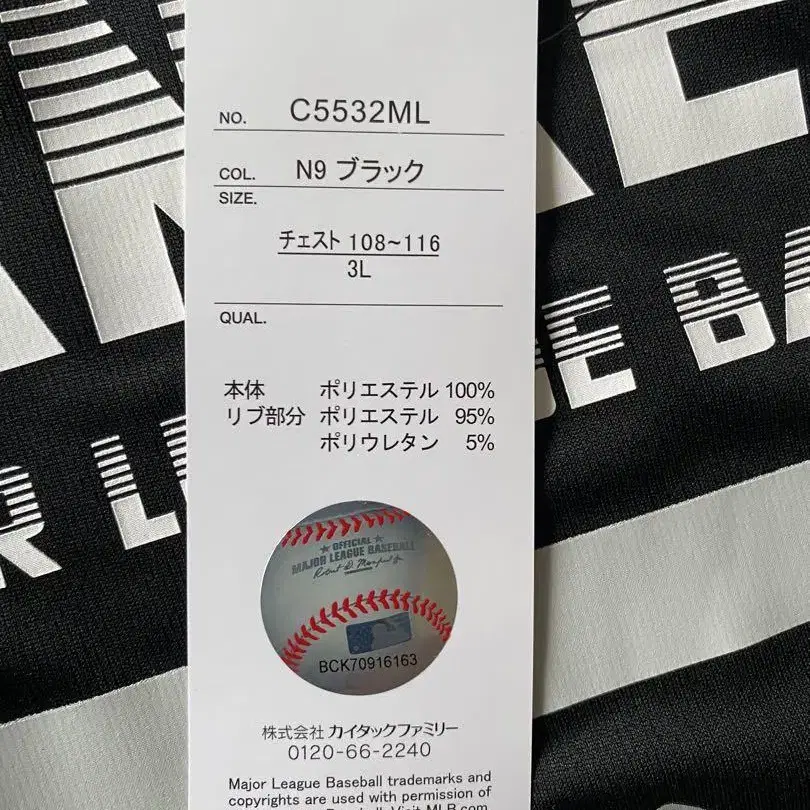 NO. C5532ML
COL. N9 ブラック
SIZE.
チェスト 108~116
3L
QUAL.
本体 ポリエステル 100%
リブ部分 ポリエステル 95%
ポリウレタン 5%
OFFICIAL
MAJOR LEAGUE BASEBALL
BCK70916163
株式会社 カイタックファミリー
0120-66-2240
Major League Baseball trademarks and
copyrights are used with permission of
Baseball. Visit MLB.com